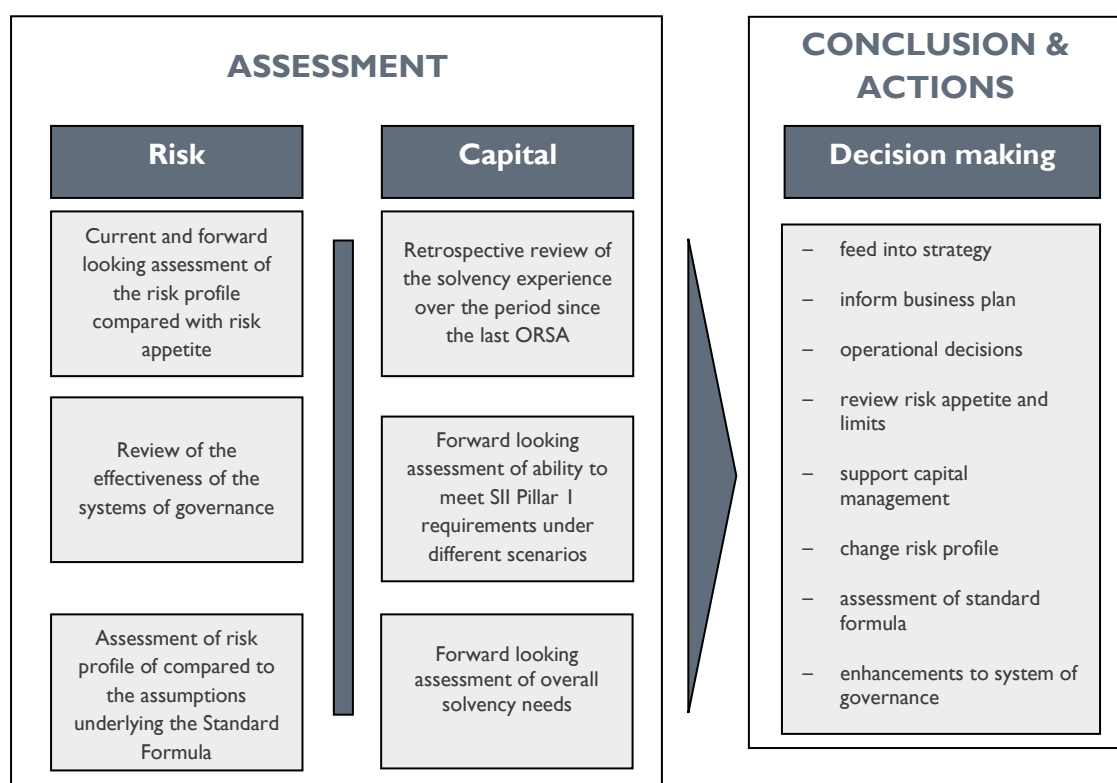 ASSESSMENT
Risk
Current and forward
looking assessment of
the risk profile
compared with risk
appetite
Review of the
effectiveness of the
systems of governance
Assessment of risk
profile of compared to
the assumptions
underlying the Standard
Formula
Capital
Retrospective review of
the solvency experience
over the period since
the last ORSA
Forward looking
assessment of ability to
meet SII Pillar 1
requirements under
different scenarios
Forward looking
assessment of overall
solvency needs
CONCLUSION &
ACTIONS
Decision making
– feed into strategy
– inform business plan
– operational decisions
– review risk appetite and
limits
– support capital
management
– change risk profile
– assessment of standard
formula
– enhancements to system of
governance